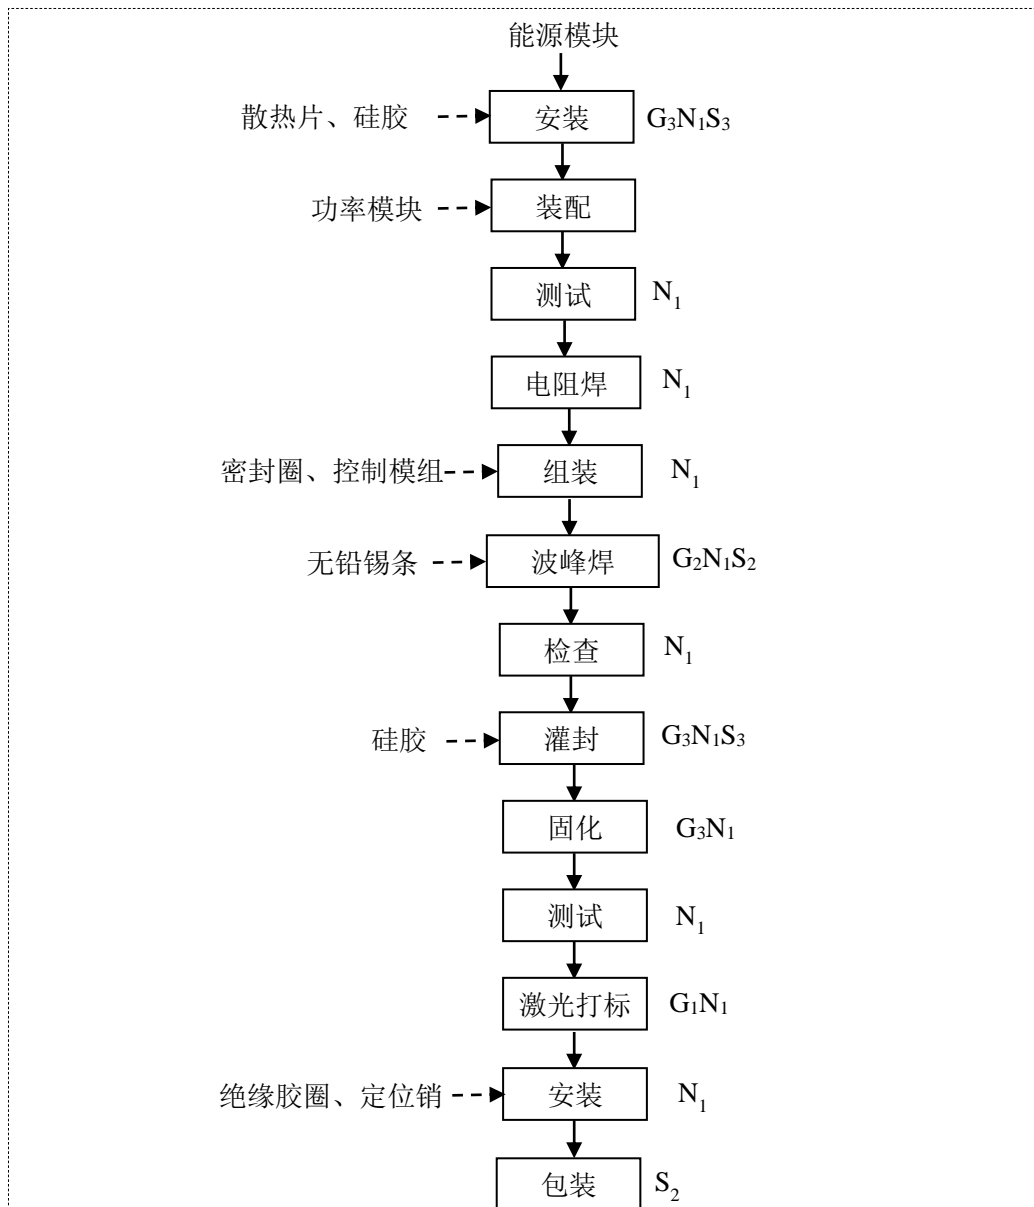 能源模块
散热片、硅胶 安装 G₃N₁S₃
功率模块 装配
测试 N₁
电阻焊 N₁
密封圈、控制模组 组装 N₁
无铅锡条 波峰焊 G₂N₁S₂
检查 N₁
硅胶 灌封 G₃N₁S₃
固化 G₃N₁
测试 N₁
激光打标 G₁N₁
绝缘胶圈、定位销 安装 N₁
包装 S₂